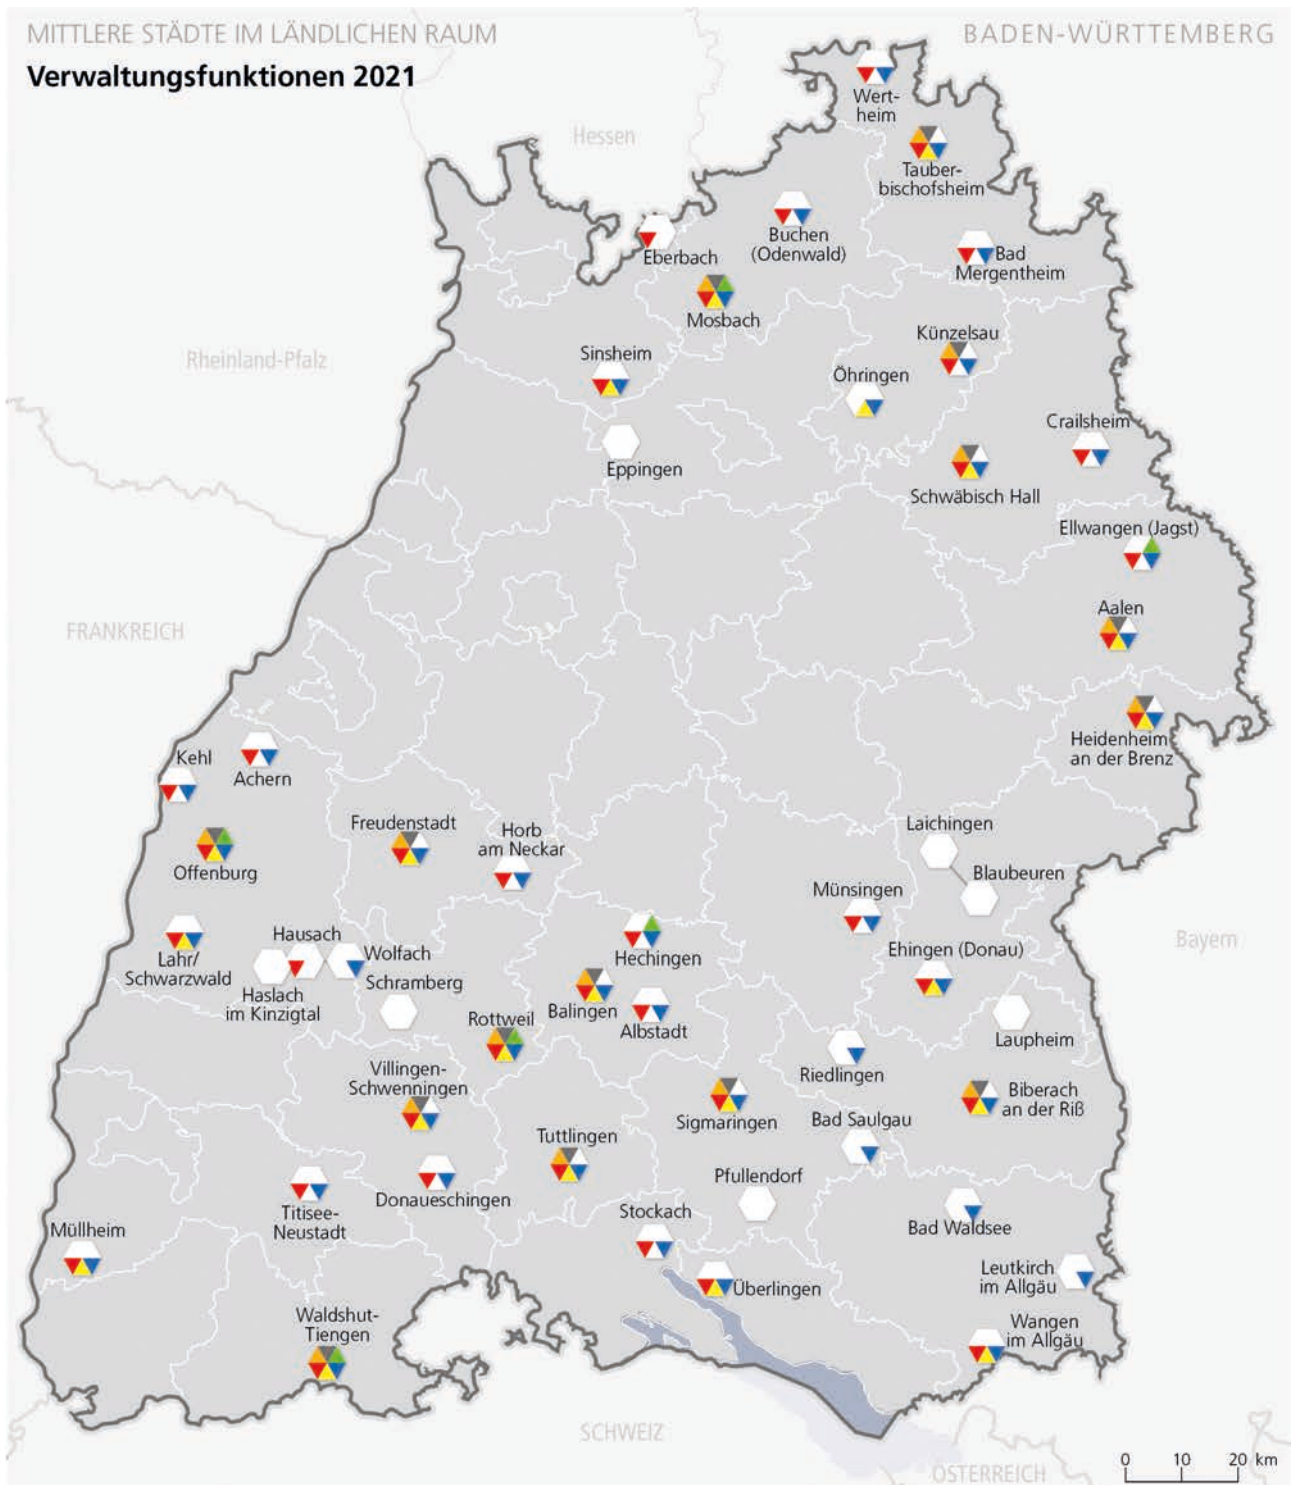 MITTLERE STÄDTE IM LÄNDLICHEN RAUM
BADEN-WÜRTTEMBERG
Verwaltungsfunktionen 2021
Wert-
heim
Hessen
Tauber-
bischofsheim
Buchen
(Odenwald)
Eberbach
Bad
Mergentheim
Mosbach
Künzelsau
Rheinland-Pfalz
Sinsheim
Öhringen
Crailsheim
Eppingen
Schwäbisch Hall
Ellwangen (Jagst)
Aalen
FRANKREICH
Heidenheim
an der Brenz
Kehl
Achern
Freudenstadt
Horb
am Neckar
Laichingen
Offenburg
Blaubeuren
Münsingen
Hausach
Wolfach
Lahr/
Schwarzwald
Hechingen
Ehingen (Donau)
Bayern
Schramberg
Haslach
im Kinzigtal
Balingen
Albstadt
Rottweil
Laupheim
Villingen-
Schwenningen
Riedlingen
Biberach
an der Riß
Sigmaringen
Bad Saulgau
Tuttlingen
Pfullendorf
Donaueschingen
Titisee-
Neustadt
Stockach
Bad Waldsee
Müllheim
Leutkirch
im Allgäu
Überlingen
Waldshut-
Tiengen
Wangen
im Allgäu
SCHWEIZ
ÖSTERREICH
0 10 20 km